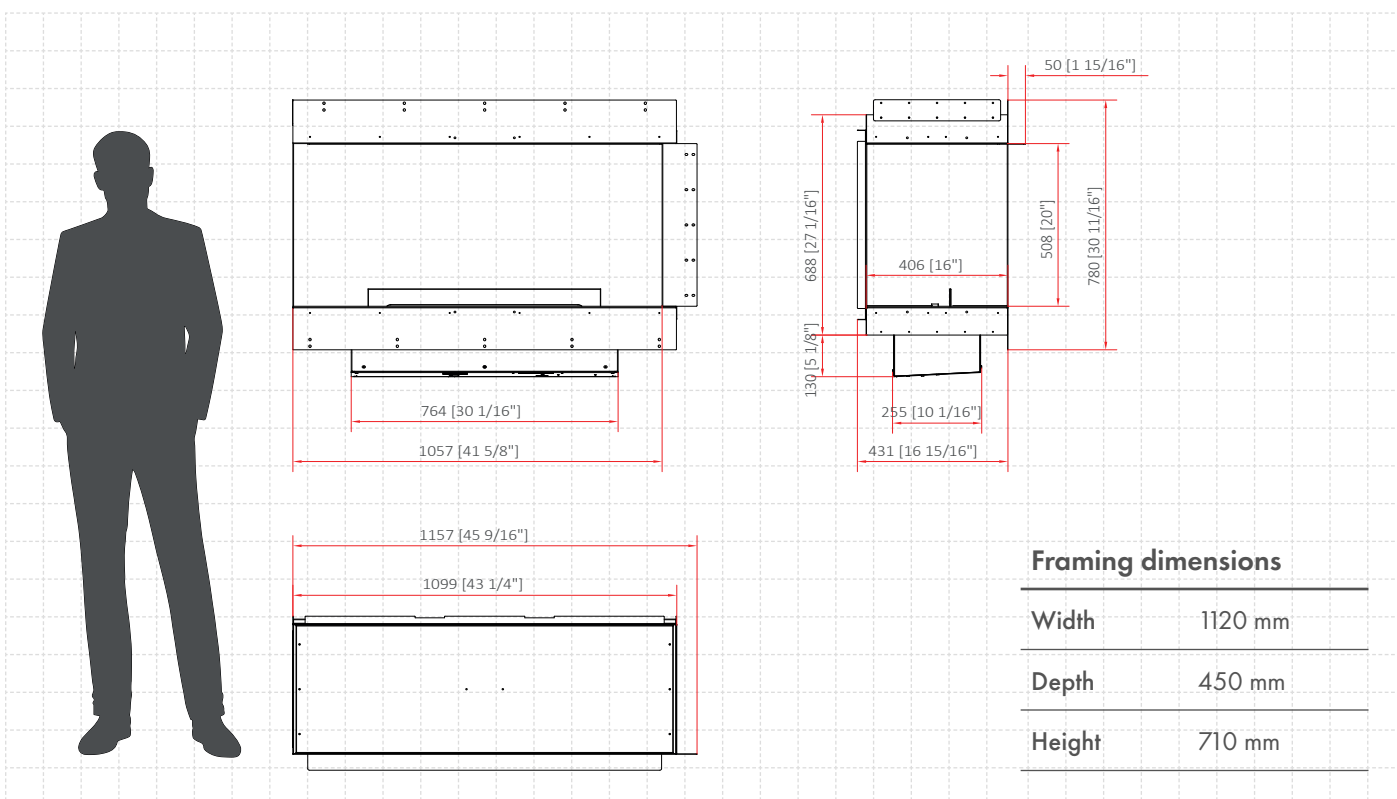 50 [1 15/16"]
688 [27 1/16"]
508 [20"]
780 [30 11/16"]
406 [16"]
130 [5 1/8"]
764 [30 1/16"]
255 [10 1/16"]
1057 [41 5/8"]
431 [16 15/16"]
1157 [45 9/16"]
1099 [43 1/4"]
Framing dimensions
Width 1120 mm
Depth 450 mm
Height 710 mm